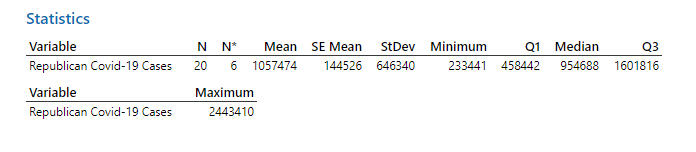 Statistics
Variable N N* Mean SE Mean StDev Minimum Q1 Median Q3
Republican Covid-19 Cases 20 6 1057474 144526 646340 233441 458442 954688 1601816
Variable Maximum
Republican Covid-19 Cases 2443410